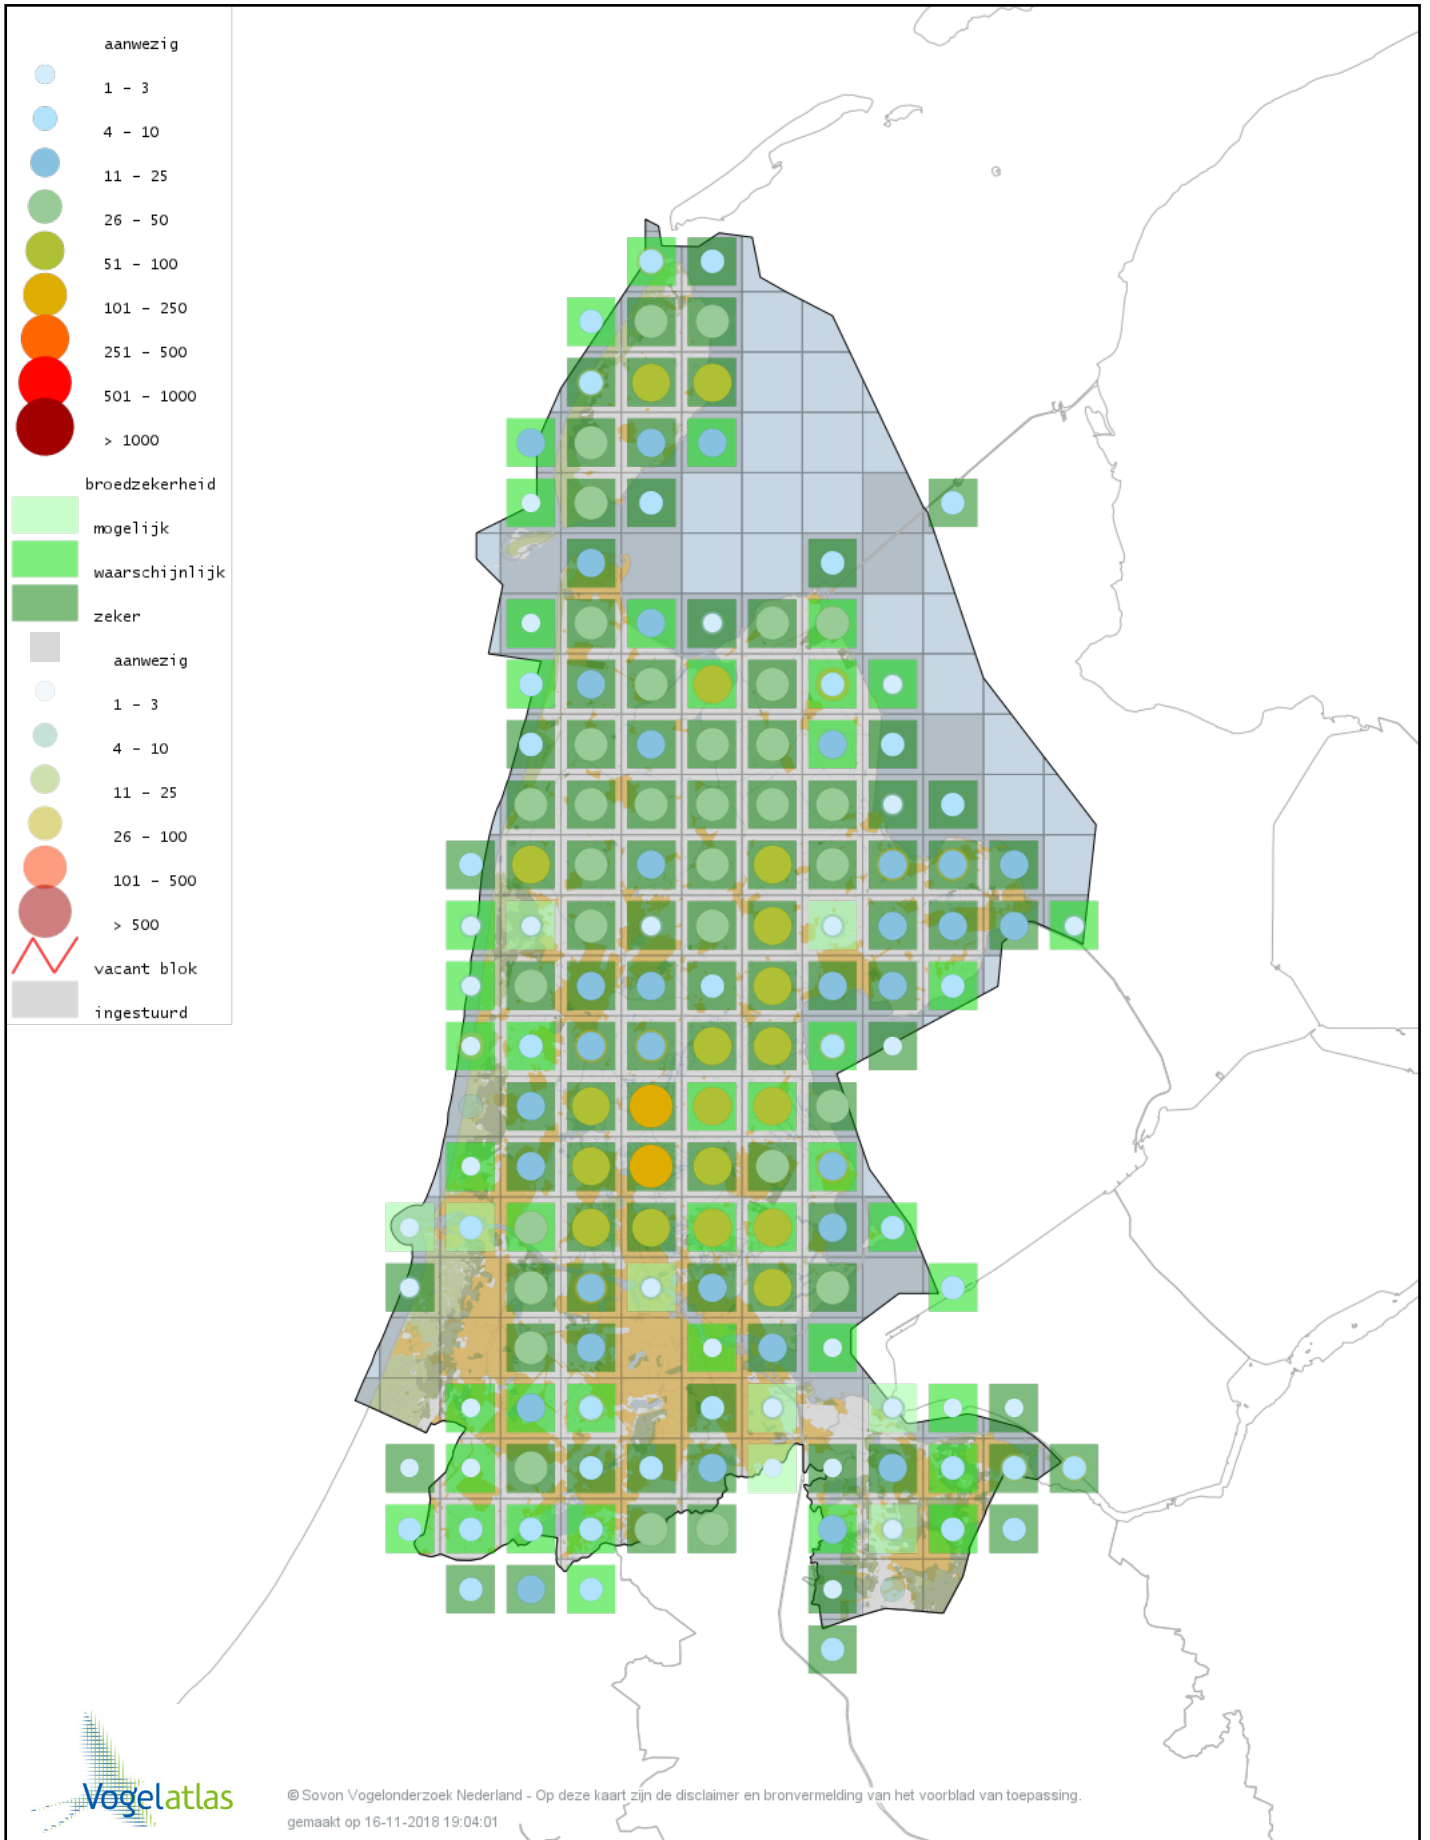 aanwezig
1 - 3
4 - 10
11 - 25
26 - 50
51 - 100
101 - 250
251 - 500
501 - 1000
> 1000
broedzekerheid
mogelijk
waarschijnlijk
zeker
aanwezig
1 - 3
4 - 10
11 - 25
26 - 100
101 - 500
> 500
vacant blok
ingestuurd
Vogelatlas
© Sovon Vogelonderzoek Nederland - Op deze kaart zijn de disclaimer en bronvermelding van het voorblad van toepassing.
gemaakt op 16-11-2018 19:04:01